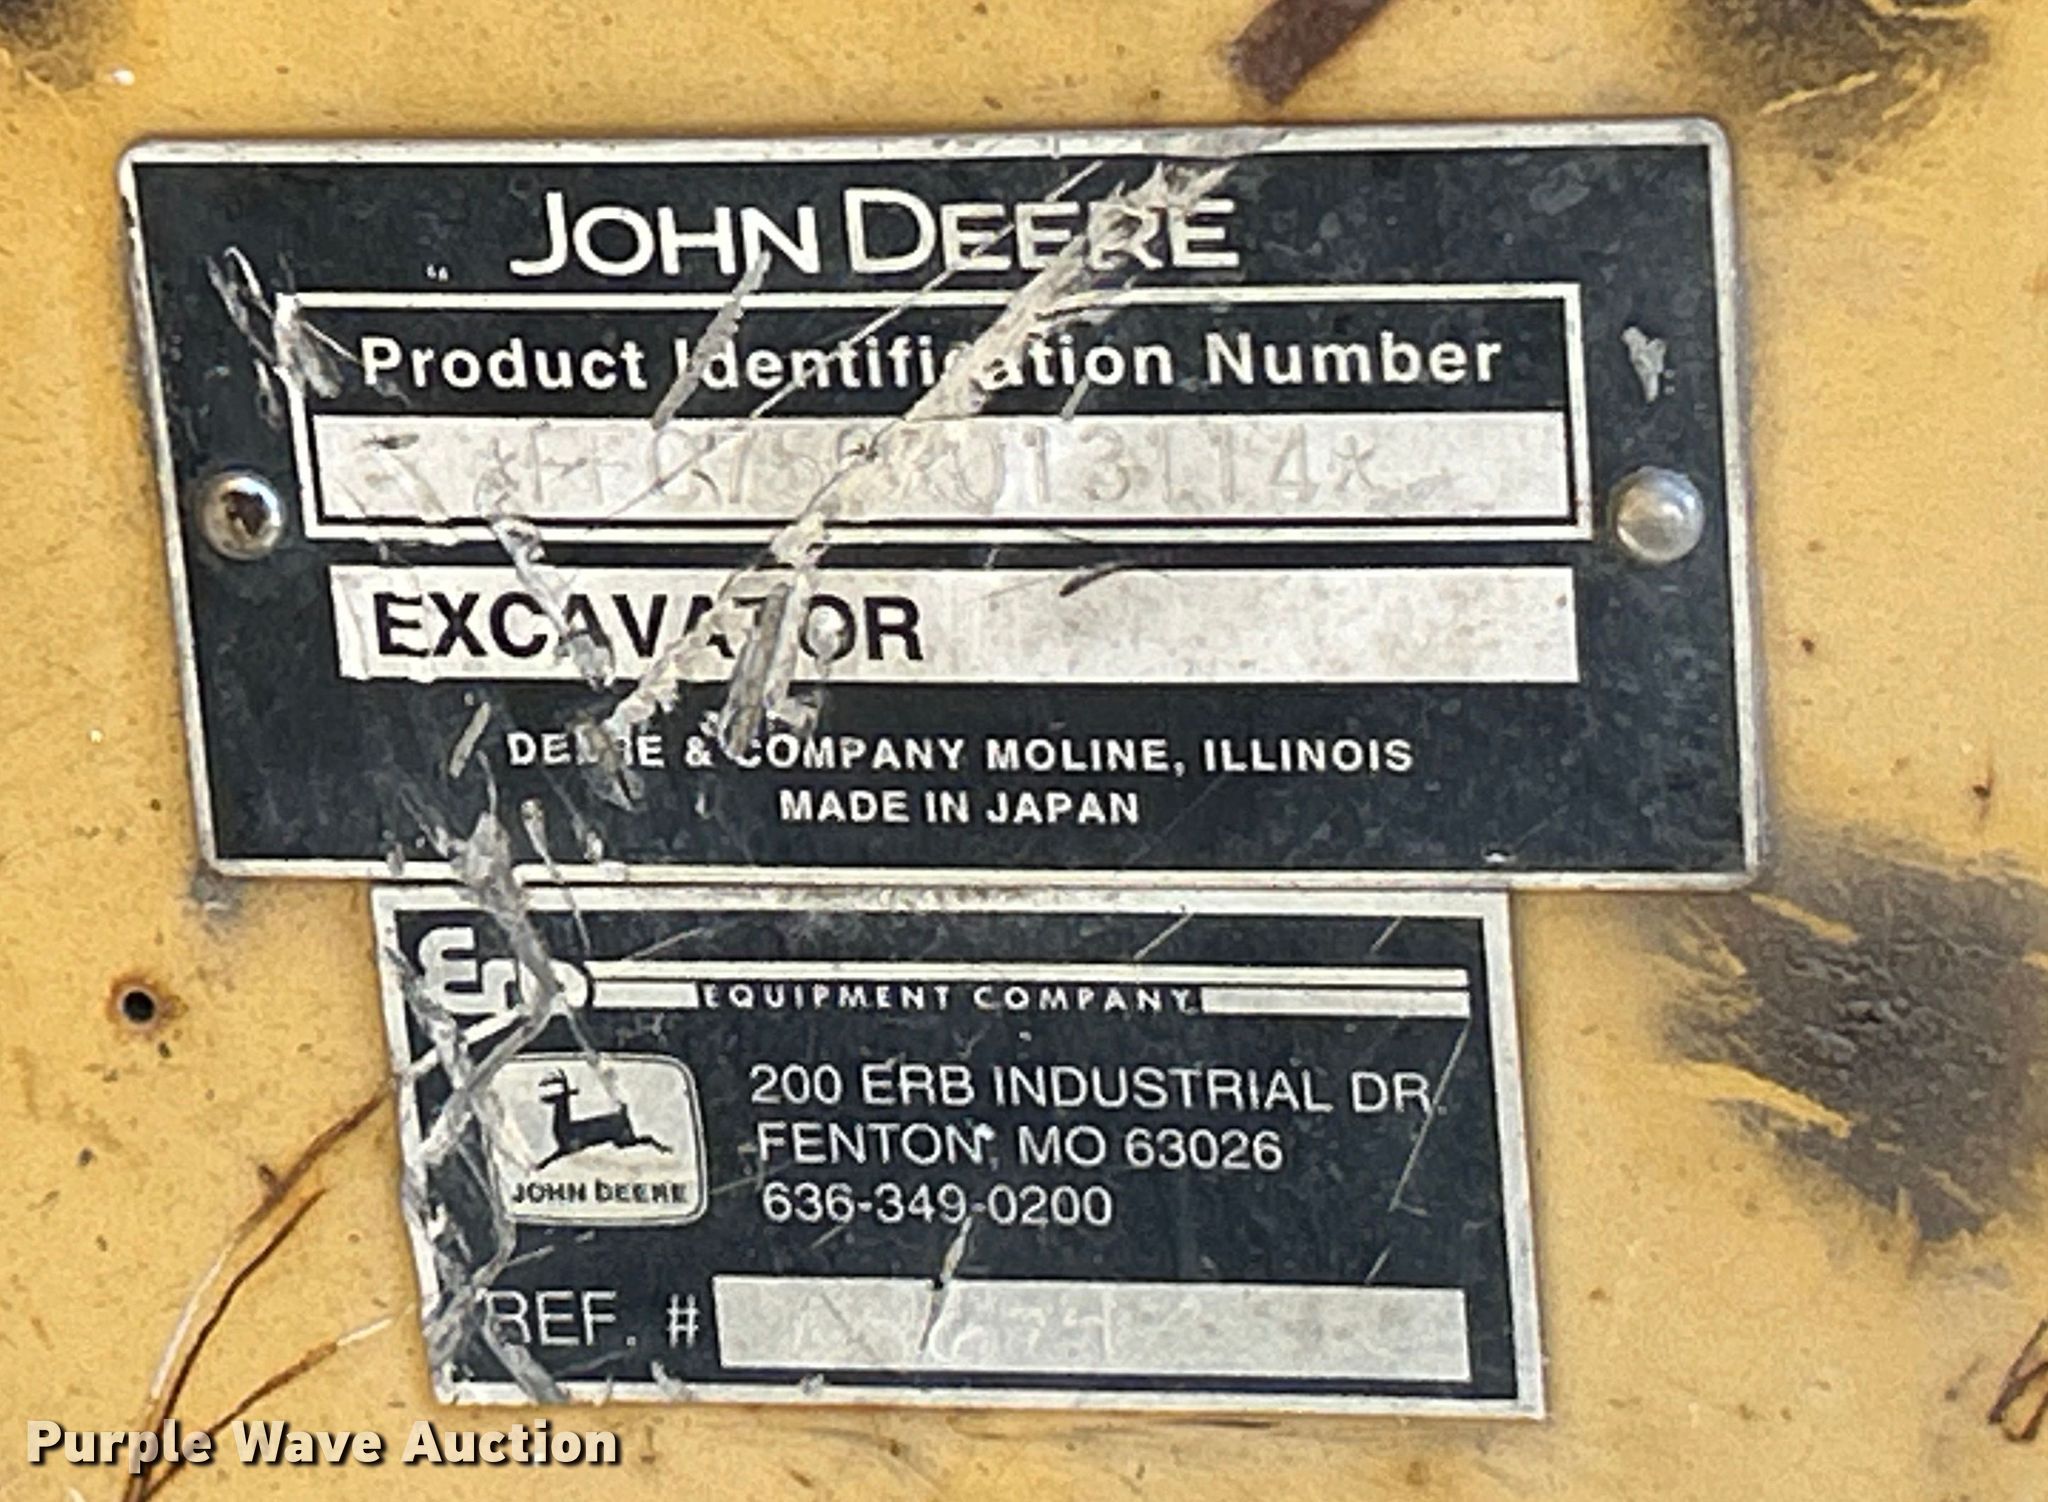 JOHN DEERE
Product Identification Number
EXCAVATOR
DEERE & COMPANY MOLINE, ILLINOIS
MADE IN JAPAN
EQUIPMENT COMPANY
200 ERB INDUSTRIAL DR.
FENTON, MO 63026
JOHN DEERE
636-349-0200
REF. #
Purple Wave Auction